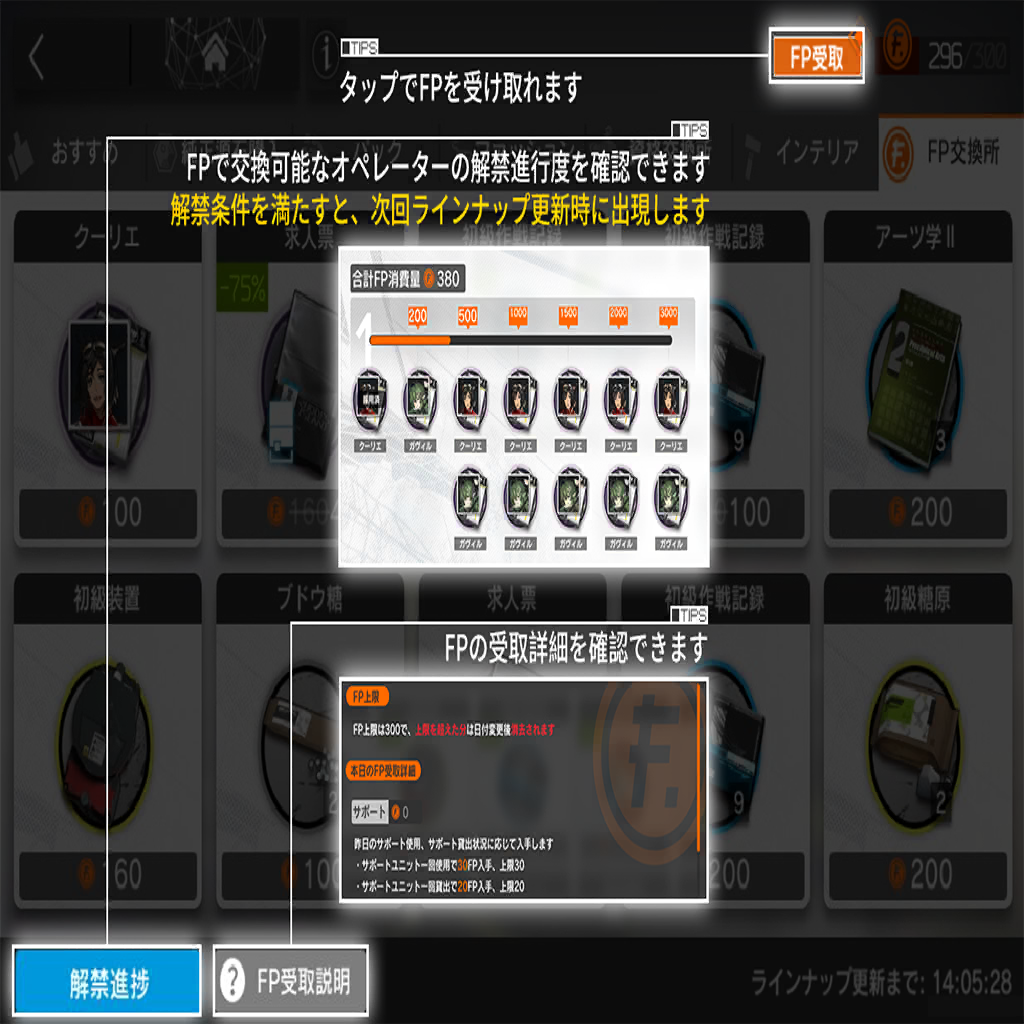 TIPS
タップでFPを受け取れます
FP受取
296/300
おすすめ
パック
インテリア
FP交換所
TIPS
FPで交換可能なオペレーターの解禁進行度を確認できます
解禁条件を満たすと、次回ラインナップ更新時に出現します
クーリエ
求人票
初級作戦記録
初級作戦記録
アーツ学Ⅱ
-75%
合計FP消費量 380
1
200 500 1000 1500 2000 3000
採用済
クーリエ ガヴィル クーリエ クーリエ クーリエ クーリエ クーリエ
ガヴィル ガヴィル ガヴィル ガヴィル ガヴィル
9
3
100
160
100
200
初級装置
ブドウ糖
求人票
初級作戦記録
初級糖原
TIPS
FPの受取詳細を確認できます
FP上限
FP上限は300で、上限を超えた分は日付変更後消去されます
本日のFP受取詳細
サポート 0
昨日のサポート使用、サポート貸出状況に応じて入手します
・サポートユニット一回使用で30FP入手、上限30
・サポートユニット一回貸出で20FP入手、上限20
9
2
60
100
200
200
解禁進捗
? FP受取説明
ラインナップ更新まで: 14:05:28